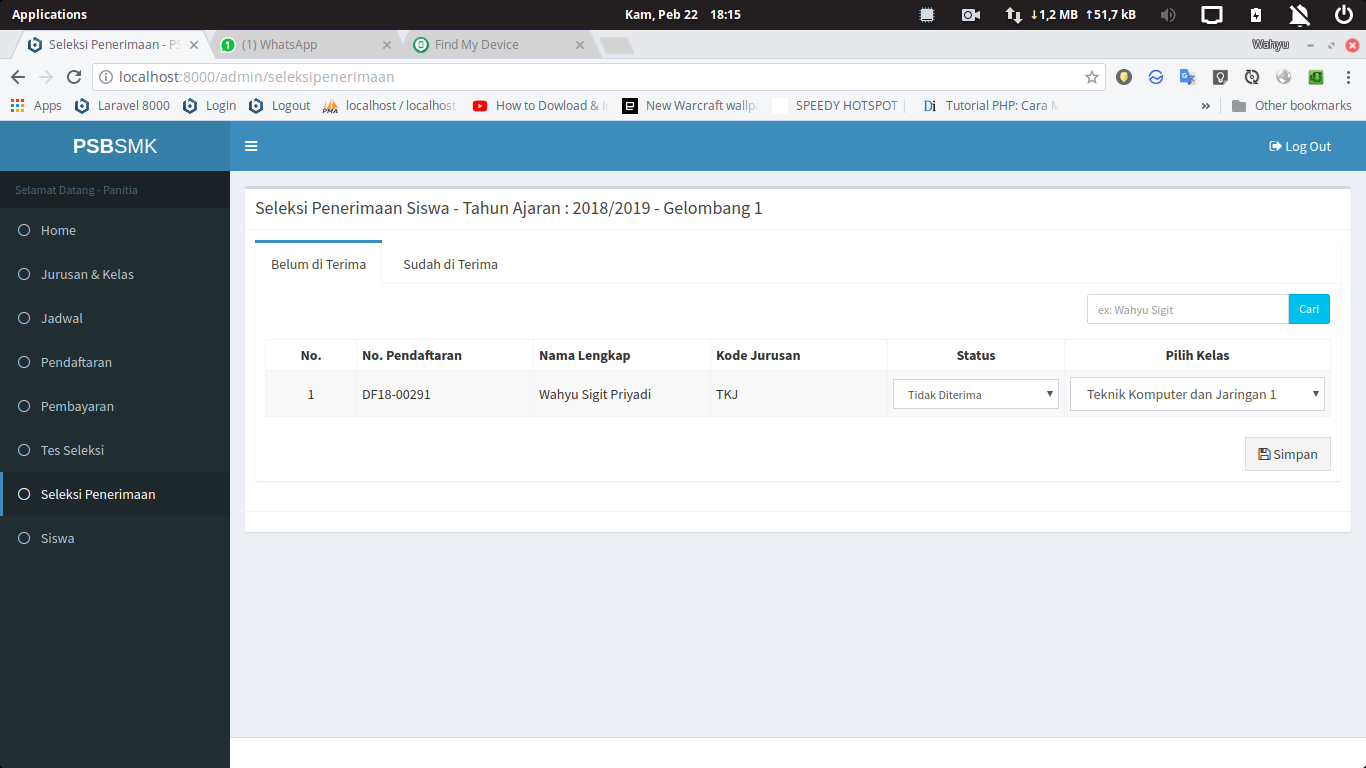 Applications Kam, Peb 22 18:15 ↓1,2 MB ↑51,7 kB
Seleksi Penerimaan - PS (1) WhatsApp Find My Device Wahyu
localhost:8000/admin/seleksipenerimaan
Apps Laravel 8000 Login Logout localhost / localhost How to Dowload & New Warcraft wallpa SPEEDY HOTSPOT | Tutorial PHP: Cara » Other bookmarks
PSBSMK Log Out
Selamat Datang - Panitia
Home
Jurusan & Kelas
Jadwal
Pendaftaran
Pembayaran
Tes Seleksi
Seleksi Penerimaan
Siswa
Seleksi Penerimaan Siswa - Tahun Ajaran : 2018/2019 - Gelombang 1
Belum di Terima Sudah di Terima
ex: Wahyu Sigit Cari
No. No. Pendaftaran Nama Lengkap Kode Jurusan Status Pilih Kelas
1 DF18-00291 Wahyu Sigit Priyadi TKJ Tidak Diterima Teknik Komputer dan Jaringan 1
Simpan